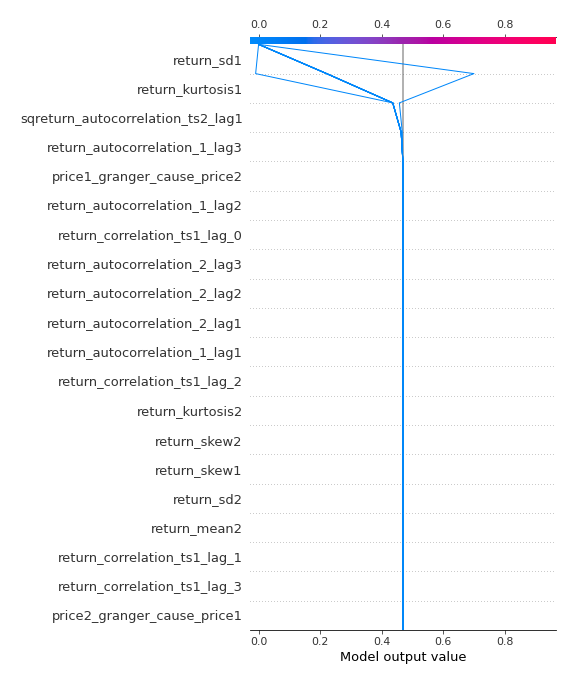 0.0 0.2 0.4 0.6 0.8
return_sd1
return_kurtosis1
sqreturn_autocorrelation_ts2_lag1
return_autocorrelation_1_lag3
price1_granger_cause_price2
return_autocorrelation_1_lag2
return_correlation_ts1_lag_0
return_autocorrelation_2_lag3
return_autocorrelation_2_lag2
return_autocorrelation_2_lag1
return_autocorrelation_1_lag1
return_correlation_ts1_lag_2
return_kurtosis2
return_skew2
return_skew1
return_sd2
return_mean2
return_correlation_ts1_lag_1
return_correlation_ts1_lag_3
price2_granger_cause_price1
0.0 0.2 0.4 0.6 0.8
Model output value